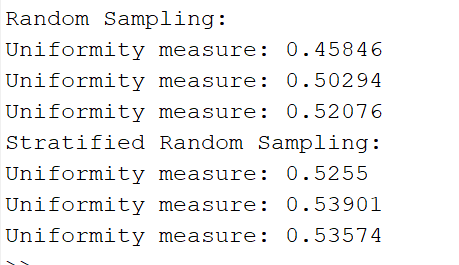 Random Sampling:
Uniformity measure: 0.45846
Uniformity measure: 0.50294
Uniformity measure: 0.52076
Stratified Random Sampling:
Uniformity measure: 0.5255
Uniformity measure: 0.53901
Uniformity measure: 0.53574
>>